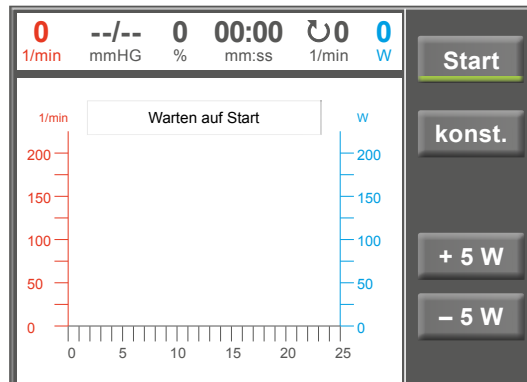 0 --/-- 0 00:00 ↻0 0
1/min mmHG % mm:ss 1/min W
Start
1/min Warten auf Start W
konst.
200 200
150 150
100 100
+ 5 W
50 50
– 5 W
0 0
0 5 10 15 20 25